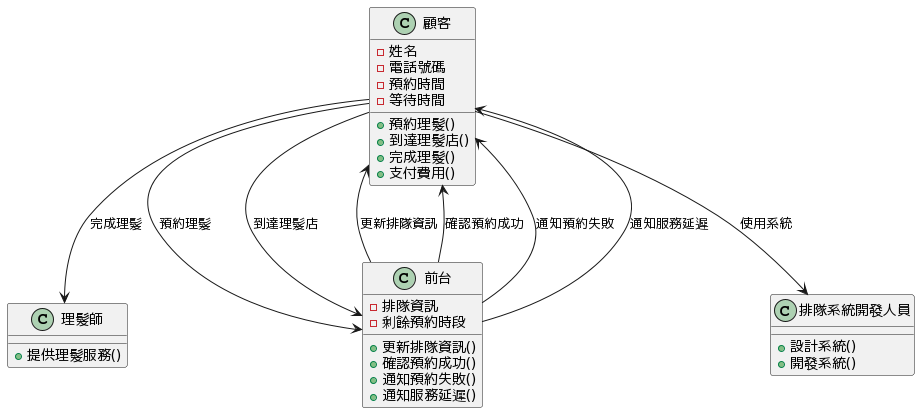 C 顧客
姓名
電話號碼
預約時間
等待時間
預約理髮()
到達理髮店()
完成理髮()
支付費用()
完成理髮
預約理髮
到達理髮店
更新排隊資訊
確認預約成功
通知預約失敗
通知服務延遲
使用系統
C 理髮師
提供理髮服務()
C 前台
排隊資訊
剩餘預約時段
更新排隊資訊()
確認預約成功()
通知預約失敗()
通知服務延遲()
C 排隊系統開發人員
設計系統()
開發系統()